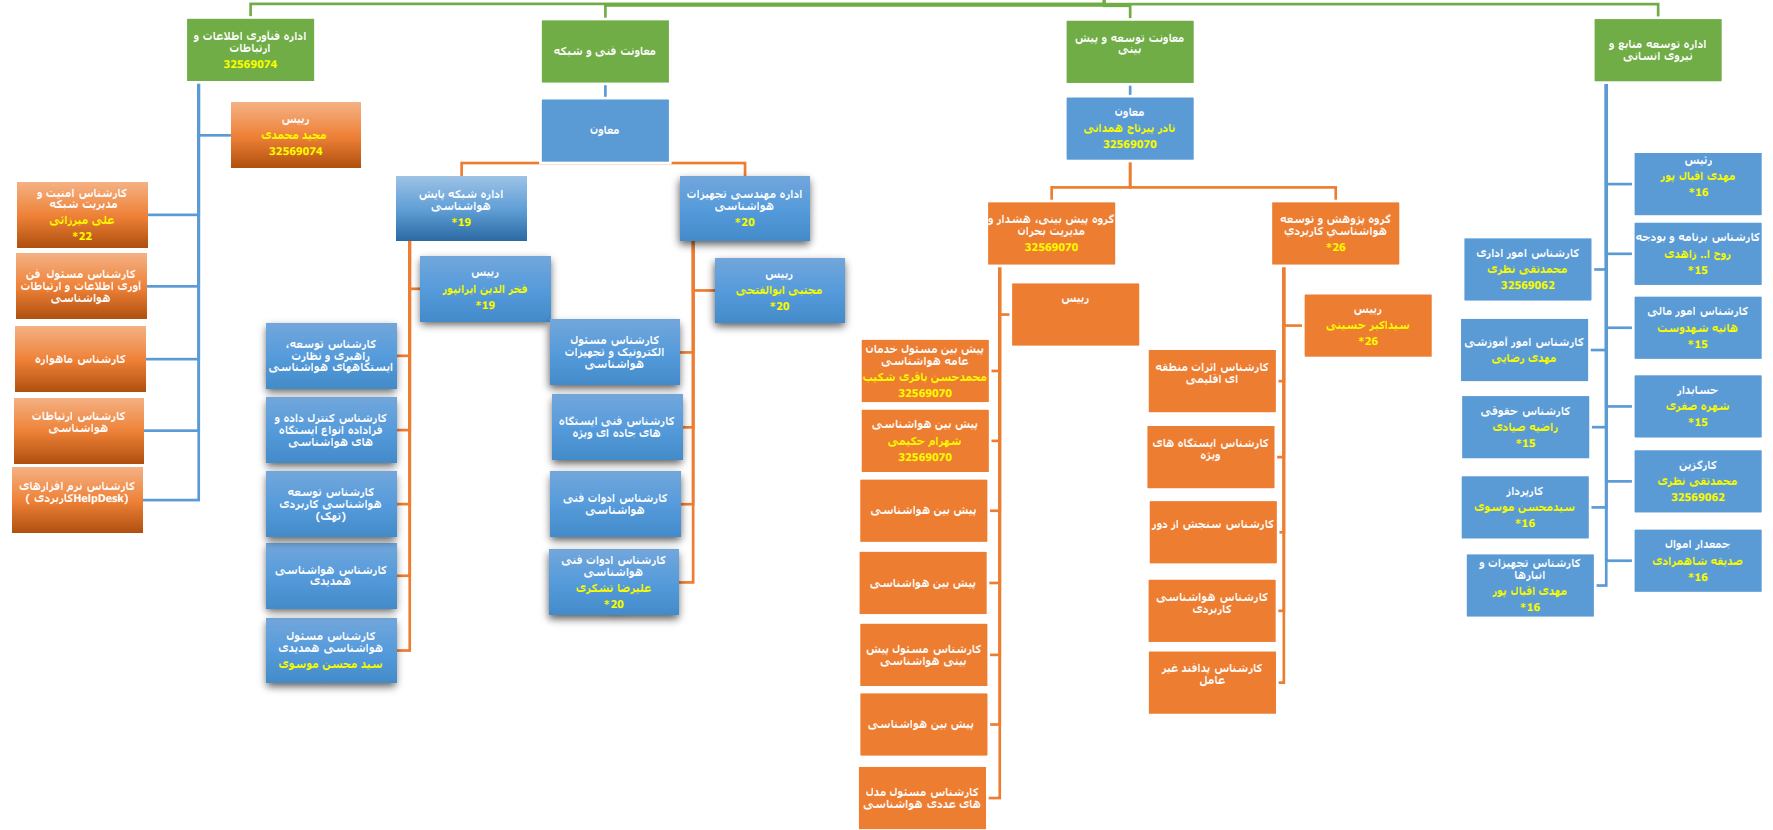 اداره توسعه منابع و
نیروی انسانی
رئیس
مهدی اقبال پور
*16
کارشناس برنامه و بودجه
روح ا.. زاهدی
*15
کارشناس امور اداری
محمدتقی نظری
32569062
کارشناس امور مالی
هانیه شهدوست
*15
کارشناس امور آموزشی
مهدی رضایی
حسابدار
شهره صفری
*15
کارشناس حقوقی
راضیه صیادی
*15
کارگزین
محمدتقی نظری
32569062
کارپرداز
سیدمحسن موسوی
*16
جمعدار اموال
صدیقه شاهمرادی
*16
کارشناس تجهیزات و
انبارها
مهدی اقبال پور
*16
معاونت توسعه و پیش
بینی
معاون
نادر پیرتاج همدانی
32569070
گروه پژوهش و توسعه
هواشناسي کاربردي
*26
رییس
سیداکبر حسینی
*26
کارشناس اثرات منطقه
ای اقلیمی
کارشناس ایستگاه های
ویژه
کارشناس سنجش از دور
کارشناس هواشناسی
کاربردی
کارشناس پدافند غیر
عامل
گروه پیش بینی، هشدار و
مدیریت بحران
32569070
رییس
پیش بین مسئول خدمان
عامه هواشناسی
محمدحسن باقری شکیب
32569070
پیش بین هواشناسی
شهرام حکیمی
32569070
پیش بین هواشناسی
پیش بین هواشناسی
کارشناس مسئول پیش
بینی هواشناسی
پیش بین هواشناسی
کارشناس مسئول مدل
های عددی هواشناسی
معاونت فنی و شبکه
معاون
اداره مهندسی تجهیزات
هواشناسی
*20
رییس
مجتبی ابوالفتحی
*20
کارشناس مسئول
الکترونیک و تجهیزات
هواشناسی
کارشناس فنی ایستگاه
های جاده ای ویژه
کارشناس ادوات فنی
هواشناسی
کارشناس ادوات فنی
هواشناسی
علیرضا تشکری
*20
اداره شبکه پایش
هواشناسی
*19
رییس
فخر الدین ایرانپور
*19
کارشناس توسعه،
راهبری و نظارت
ایستگاههای هواشناسی
کارشناس کنترل داده و
فراداده انواع ایستگاه
های هواشناسی
کارشناس توسعه
هواشناسی کاربردی
(تهک)
کارشناس هواشناسی
همدیدی
کارشناس مسئول
هواشناسی همدیدی
سید محسن موسوی
اداره فنآوری اطلاعات و
ارتباطات
32569074
رییس
مجید محمدی
32569074
کارشناس امنیت و
مدیریت شبکه
علی میرزائی
*22
کارشناس مسئول فن
آوری اطلاعات و ارتباطات
هواشناسی
کارشناس ماهواره
کارشناس ارتباطات
هواشناسی
کارشناس نرم افزارهای
کاربردی ( HelpDesk)